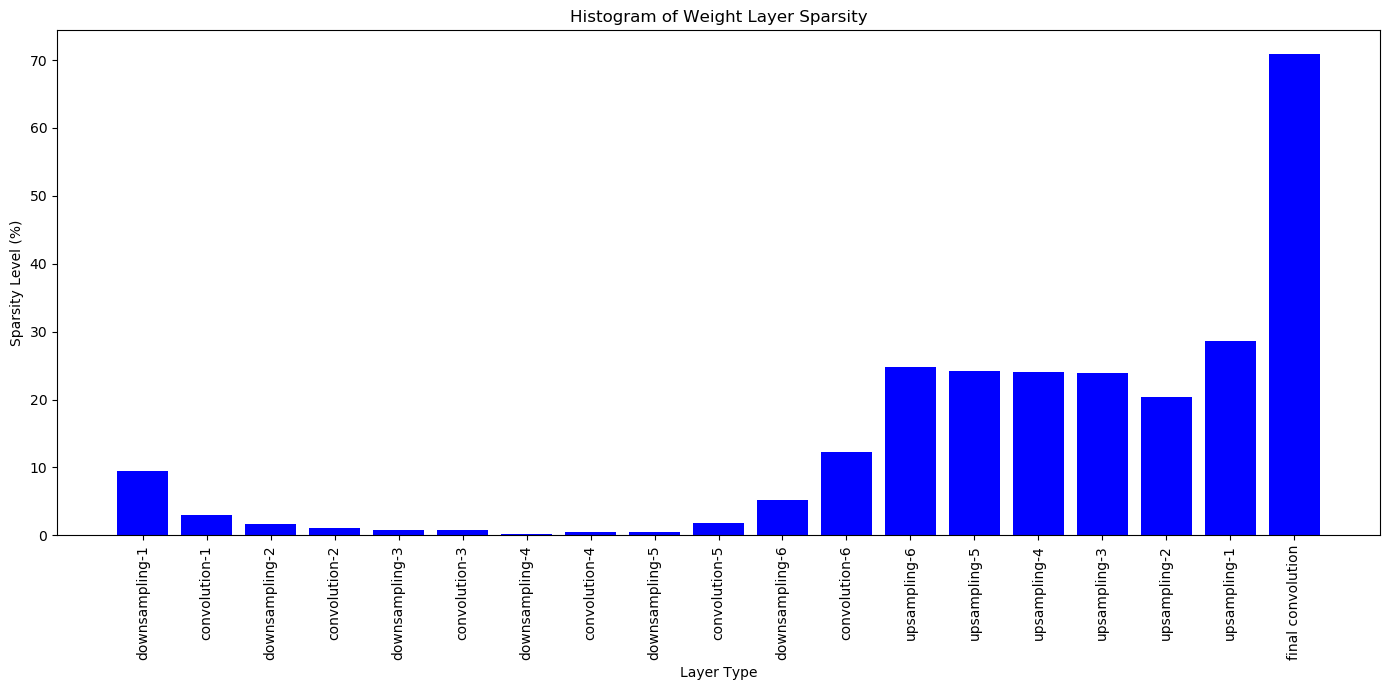 Histogram of Weight Layer Sparsity
Sparsity Level (%)
70
60
50
40
30
20
10
0
downsampling-1
convolution-1
downsampling-2
convolution-2
downsampling-3
convolution-3
downsampling-4
convolution-4
downsampling-5
convolution-5
downsampling-6
convolution-6
upsampling-6
upsampling-5
upsampling-4
upsampling-3
upsampling-2
upsampling-1
final convolution
Layer Type